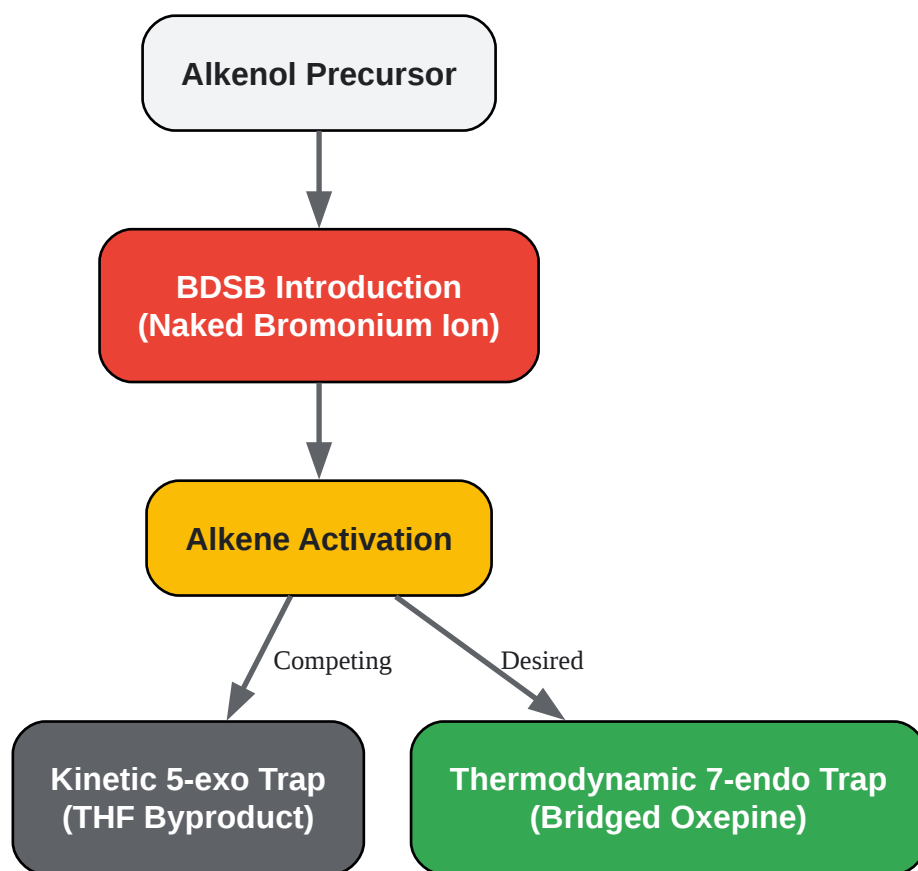 Alkenol Precursor
BDSB Introduction
(Naked Bromonium Ion)
Alkene Activation
Competing
Desired
Kinetic 5-exo Trap
(THF Byproduct)
Thermodynamic 7-endo Trap
(Bridged Oxepine)